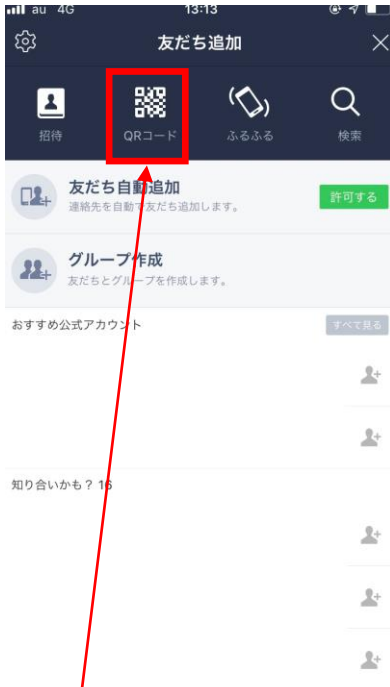 au 4G 13:13
友だち追加
招待 QRコード ふるふる 検索
友だち自動追加
連絡先を自動で友だち追加します。
許可する
グループ作成
友だちとグループを作成します。
おすすめ公式アカウント すべて見る
知り合いかも？ 16